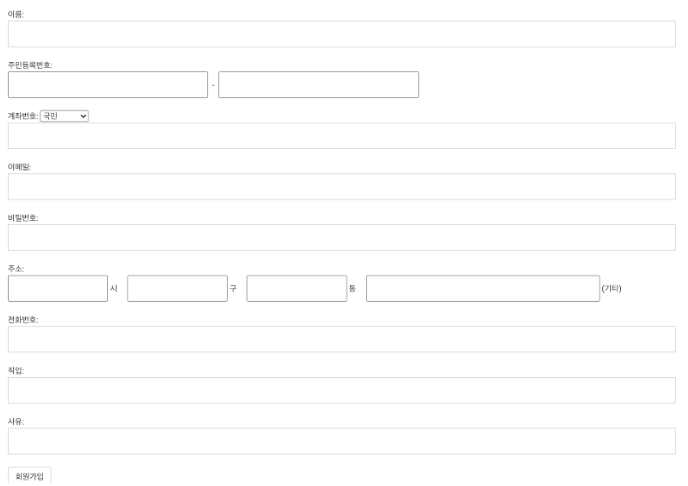 이름:
주민등록번호:
-
계좌번호: 국민
이메일:
비밀번호:
주소:
시 구 동 (기타)
전화번호:
직업:
사유:
회원가입